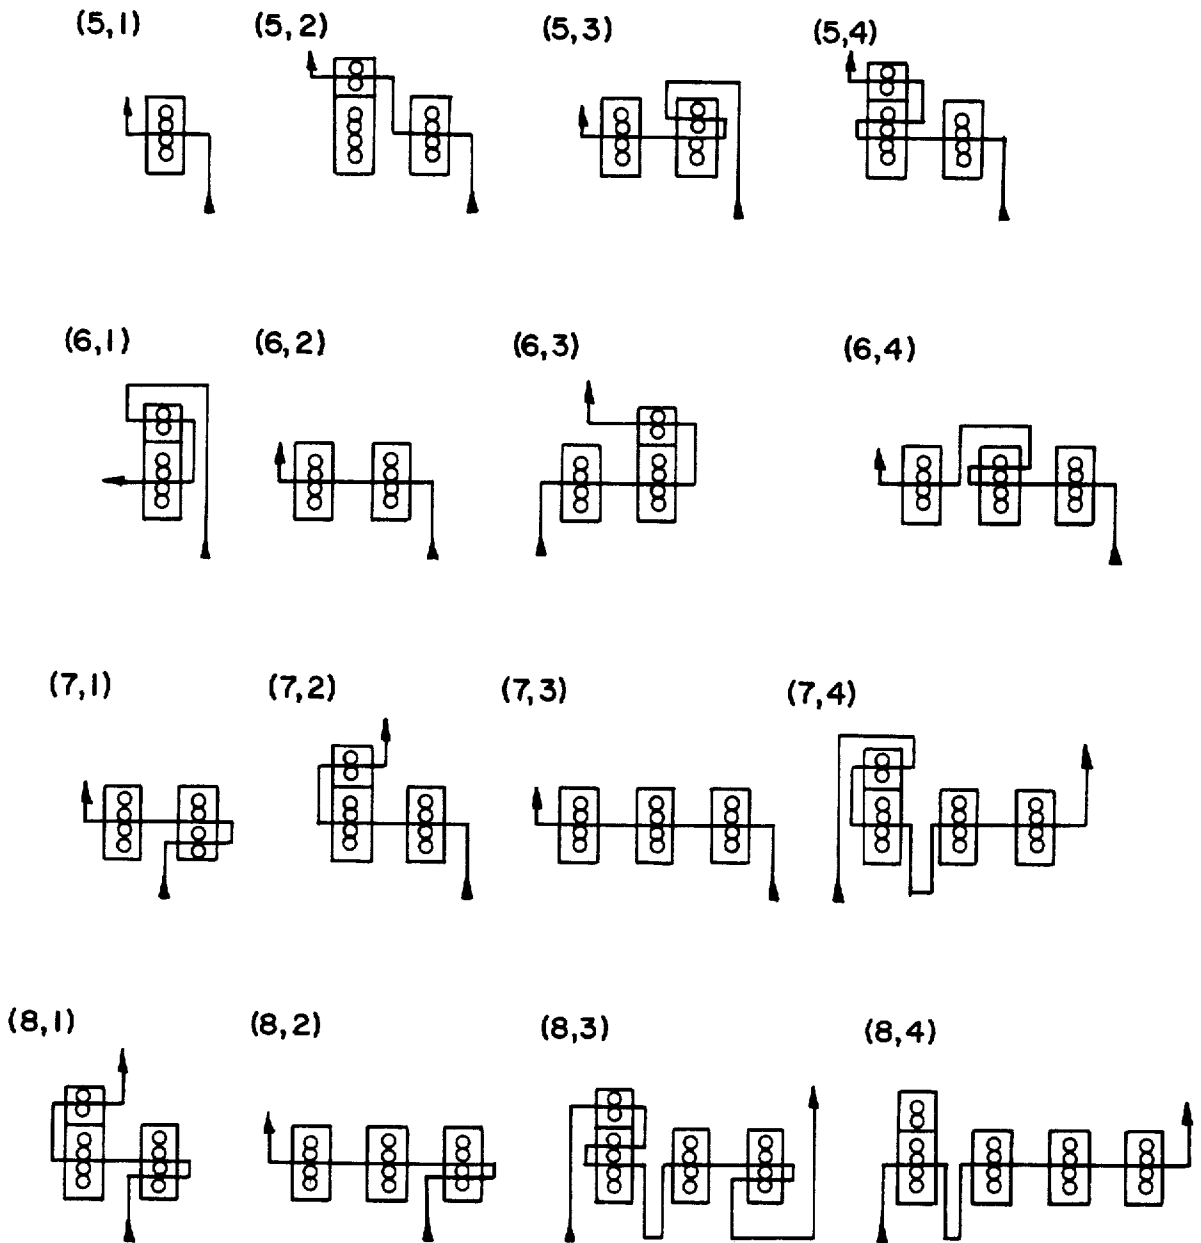 (5,1) (5,2) (5,3) (5,4)
(6,1) (6,2) (6,3) (6,4)
(7,1) (7,2) (7,3) (7,4)
(8,1) (8,2) (8,3) (8,4)